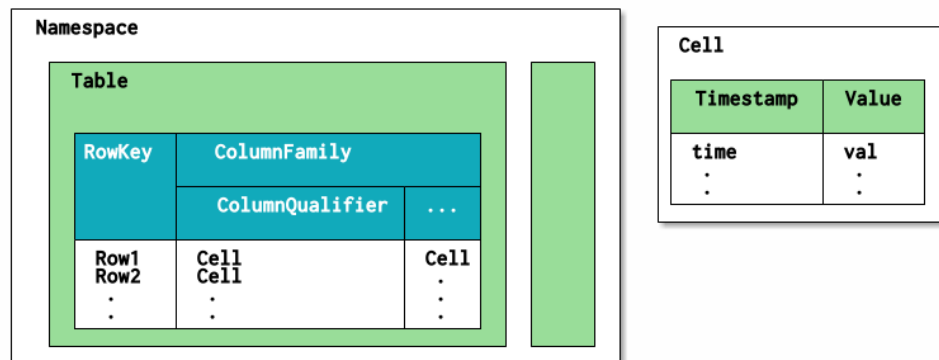 Namespace
Table
RowKey ColumnFamily
ColumnQualifier ...
Row1 Cell Cell
Row2 Cell .
. . .
. . .
Cell
Timestamp Value
time val
. .
. .